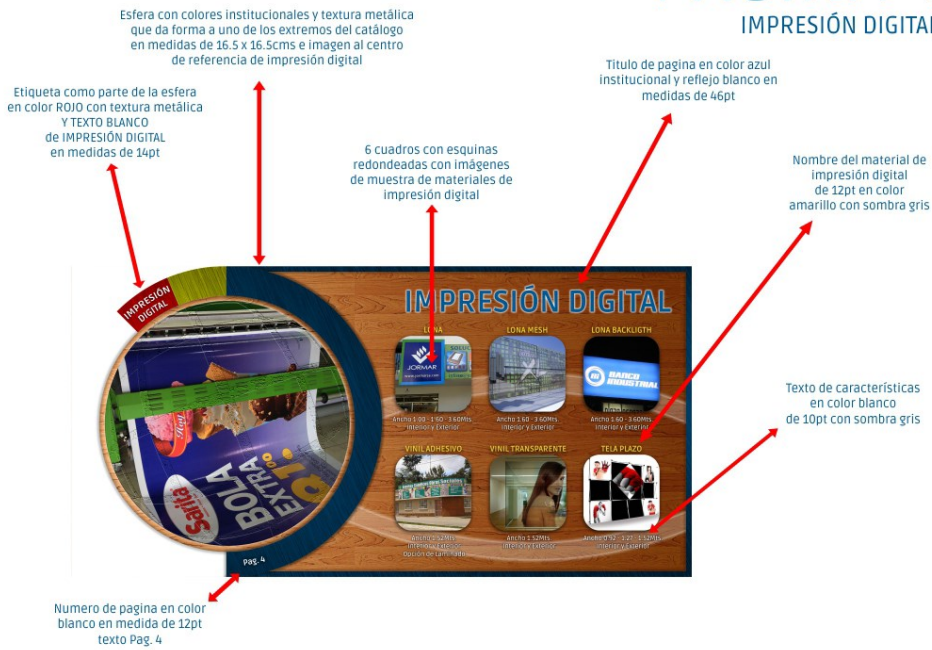 IMPRESIÓN DIGITAL
Esfera con colores institucionales y textura metálica
que da forma a uno de los extremos del catálogo
en medidas de 16.5 x 16.5cms e imagen al centro
de referencia de impresión digital
Titulo de pagina en color azul
institucional y reflejo blanco en
medidas de 46pt
Etiqueta como parte de la esfera
en color ROJO con textura metálica
Y TEXTO BLANCO
de IMPRESIÓN DIGITAL
en medidas de 14pt
6 cuadros con esquinas
redondeadas con imágenes
de muestra de materiales de
impresión digital
Nombre del material de
impresión digital
de 12pt en color
amarillo con sombra gris
Texto de características
en color blanco
de 10pt con sombra gris
IMPRESIÓN
DIGITAL
IMPRESIÓN DIGITAL
LONA
LONA MESH
LONA BACKLIGTH
JORMAR
BANCO
INDUSTRIAL
Ancho 1.00 - 1.60 - 3.60Mts
Interior y Exterior
Ancho 1.60 - 3.60Mts
Interior y Exterior
Ancho 1.60 - 3.60Mts
Interior y Exterior
VINIL ADHESIVO
VINIL TRANSPARENTE
TELA PLAZO
Ancho 1.52Mts
Interior y Exterior
Opción de Laminado
Ancho 1.52Mts
Interior y Exterior
Ancho 0.92 - 1.27 - 1.52Mts
Interior y Exterior
Sarita
BOLA
EXTRA
Q1.00
Pag. 4
Numero de pagina en color
blanco en medida de 12pt
texto Pag. 4